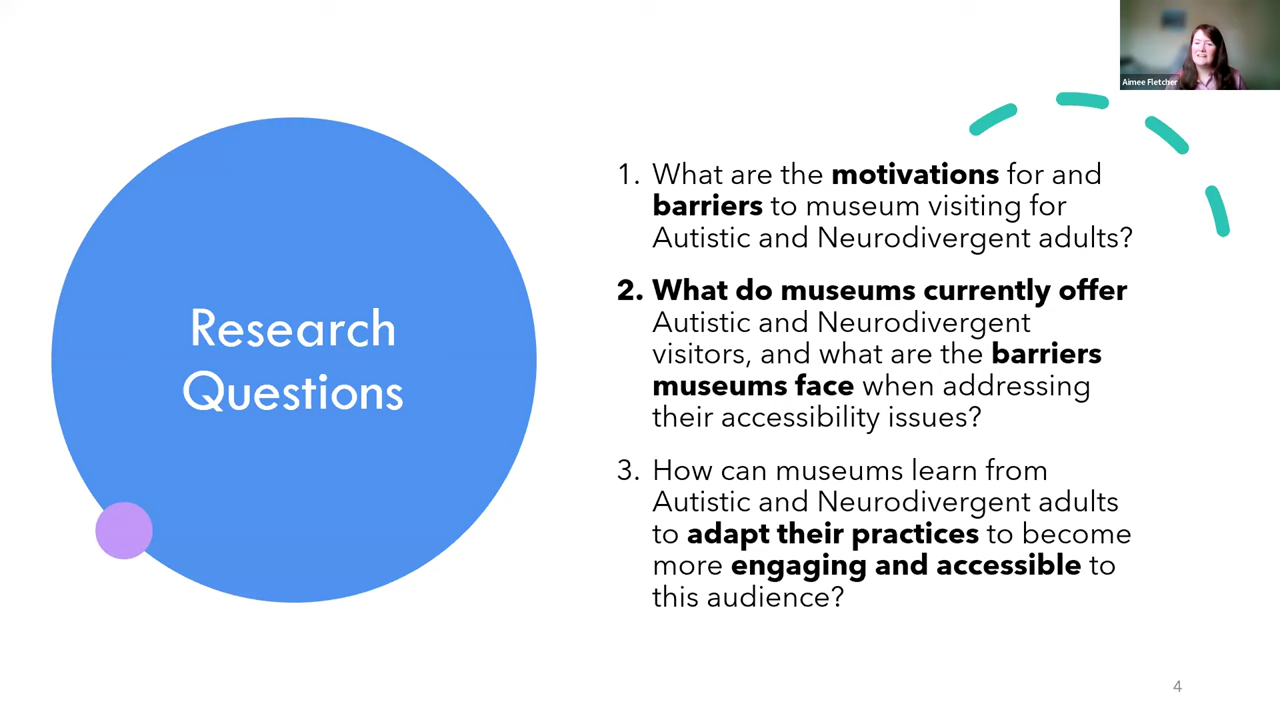 Aimee Fletcher
Research
Questions
1. What are the motivations for and
barriers to museum visiting for
Autistic and Neurodivergent adults?
2. What do museums currently offer
Autistic and Neurodivergent
visitors, and what are the barriers
museums face when addressing
their accessibility issues?
3. How can museums learn from
Autistic and Neurodivergent adults
to adapt their practices to become
more engaging and accessible to
this audience?
4